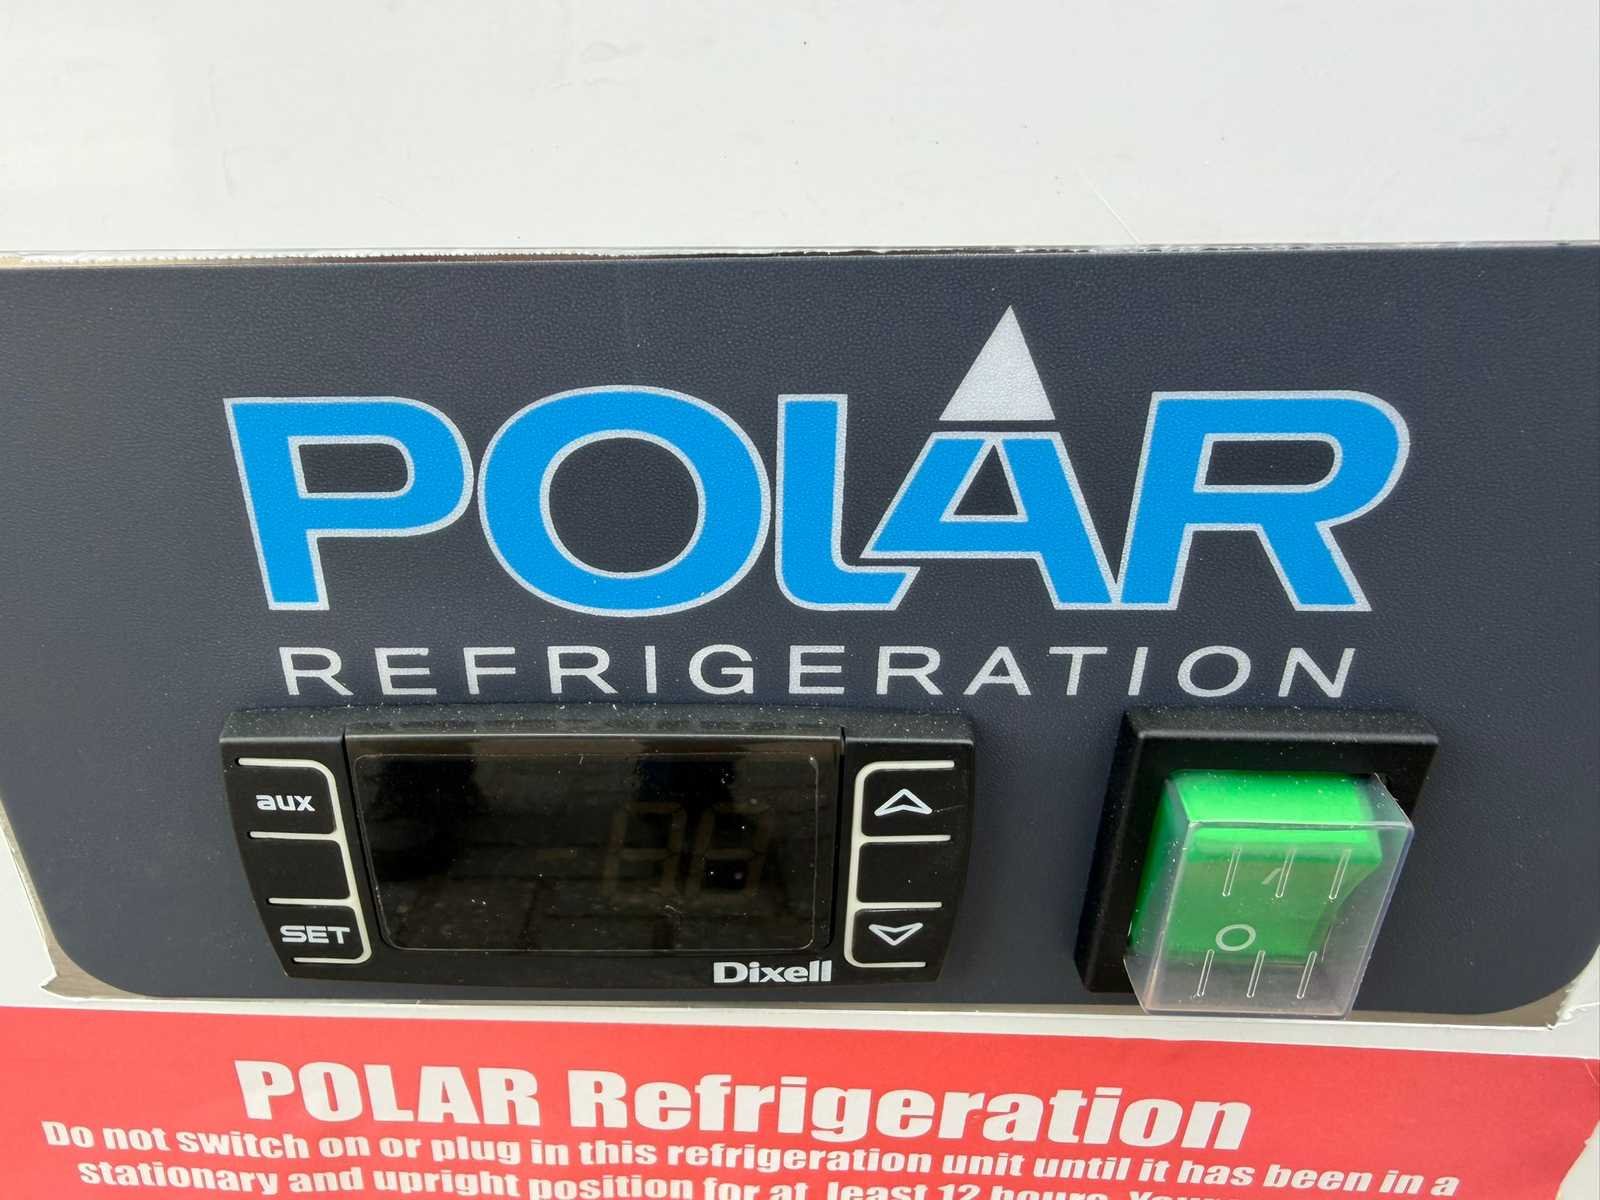 POLAR
REFRIGERATION
aux
SET
Dixell
POLAR Refrigeration
Do not switch on or plug in this refrigeration unit until it has been in a
stationary and upright position for at least 12 hours.